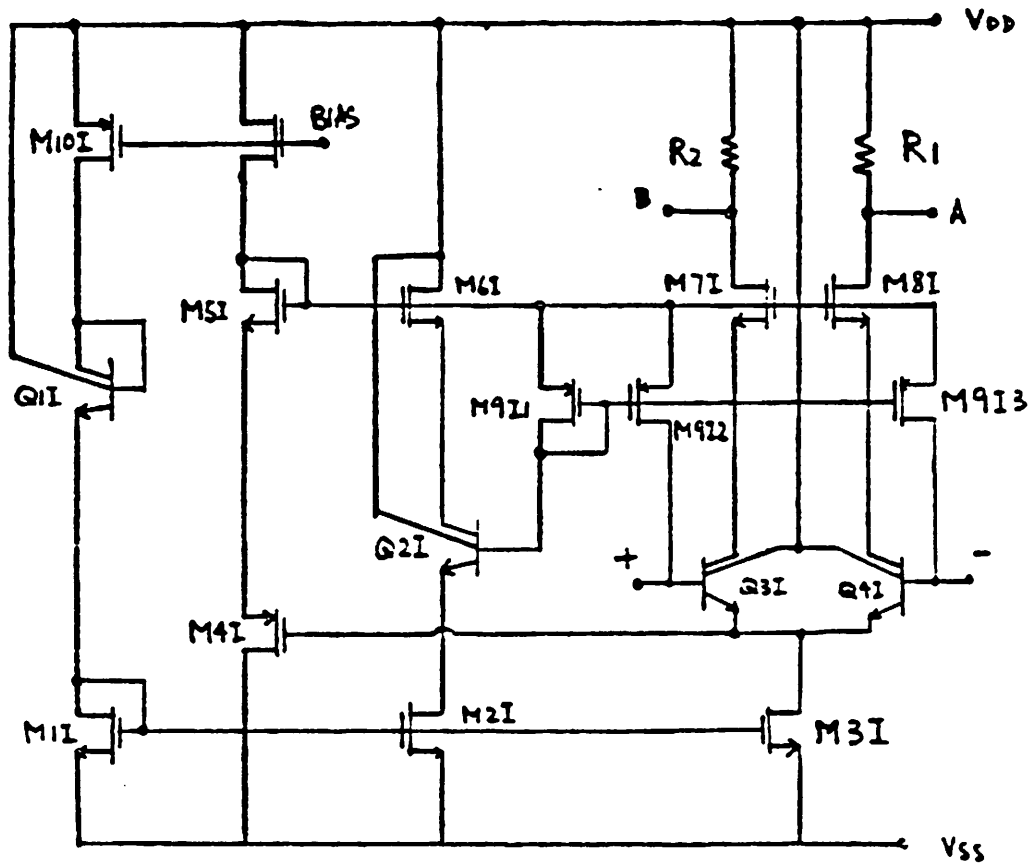 VDD
M10I
BIAS
R2
R1
B
A
M5I
M6I
M7I
M8I
Q1I
M9I1
M9I2
M9I3
Q2I
+
-
Q3I
Q4I
M4I
M1I
M2I
M3I
VSS